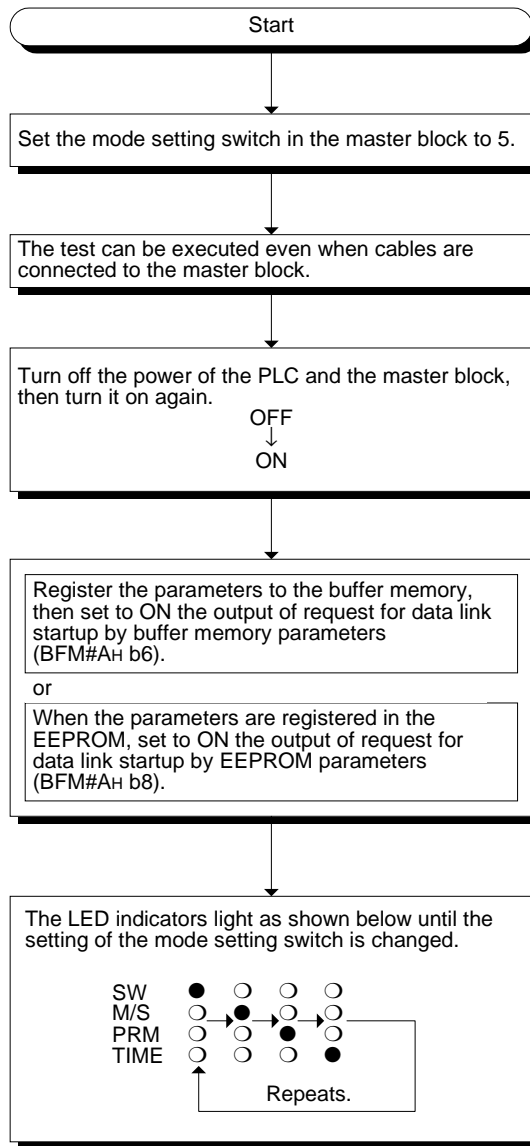 Start
Set the mode setting switch in the master block to 5.
The test can be executed even when cables are
connected to the master block.
Turn off the power of the PLC and the master block,
then turn it on again.
OFF
↓
ON
Register the parameters to the buffer memory,
then set to ON the output of request for data link
startup by buffer memory parameters
(BFM#AH b6).
or
When the parameters are registered in the
EEPROM, set to ON the output of request for
data link startup by EEPROM parameters
(BFM#AH b8).
The LED indicators light as shown below until the
setting of the mode setting switch is changed.
SW
M/S
PRM
TIME
Repeats.